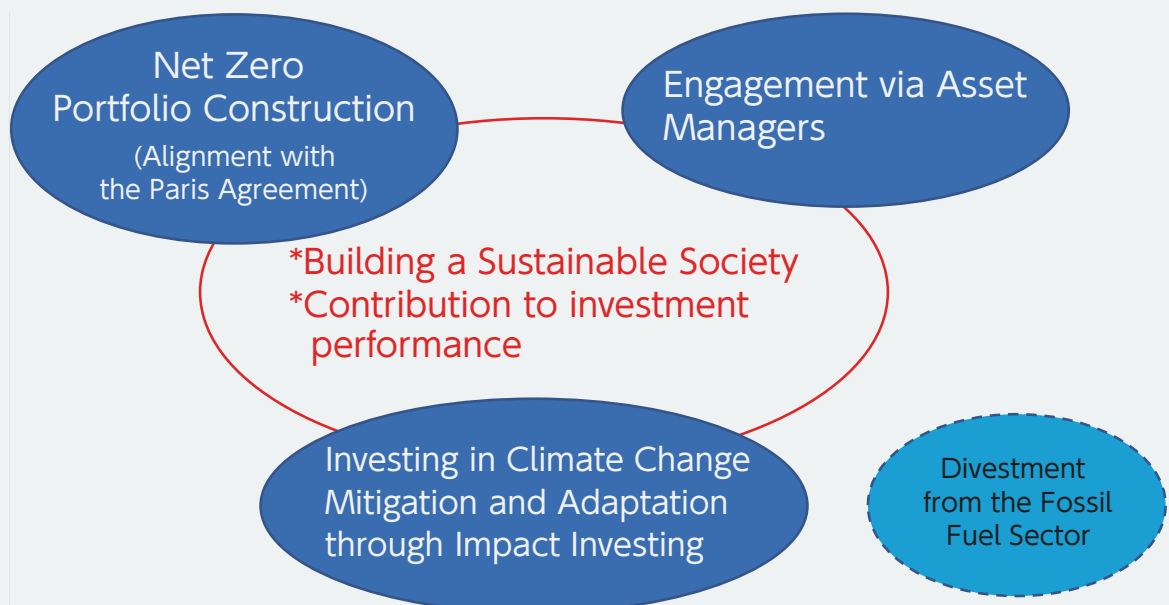 Net Zero
Portfolio Construction
(Alignment with
the Paris Agreement)
Engagement via Asset
Managers
*Building a Sustainable Society
*Contribution to investment
performance
Investing in Climate Change
Mitigation and Adaptation
through Impact Investing
Divestment
from the Fossil
Fuel Sector